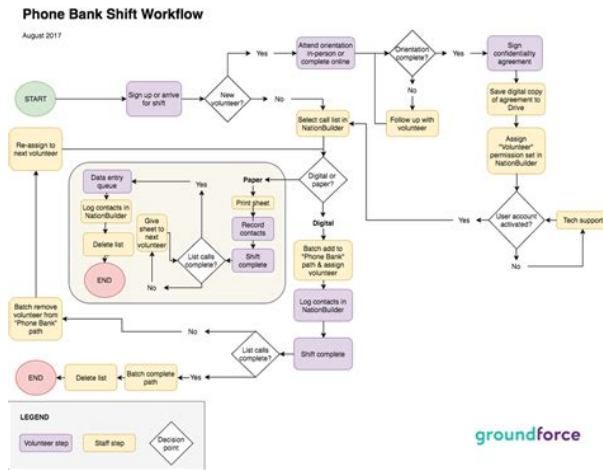 Phone Bank Shift Workflow
August 2017
START
Sign up or arrive
for shift
New
volunteer?
Yes
Attend orientation
in-person or
complete online
Orientation
complete?
Yes
Sign
confidentiality
agreement
No
No
Select call list in
NationBuilder
Follow up with
volunteer
Save digital copy
of agreement to
Drive
Assign
"Volunteer"
permission set in
NationBuilder
User account
activated?
Yes
No
Tech support
Re-assign to
next volunteer
Digital or
paper?
Paper
Print sheet
Record
contacts
Shift
complete
Data entry
queue
Log contacts in
NationBuilder
Delete list
END
Yes
Give
sheet to
next
volunteer
List calls
complete?
No
Digital
Batch add to
"Phone Bank"
path & assign
volunteer
Log contacts in
NationBuilder
Shift complete
List calls
complete?
No
Batch remove
volunteer from
"Phone Bank"
path
Yes
Batch complete
path
Delete list
END
LEGEND
Volunteer step
Staff step
Decision
point
groundforce